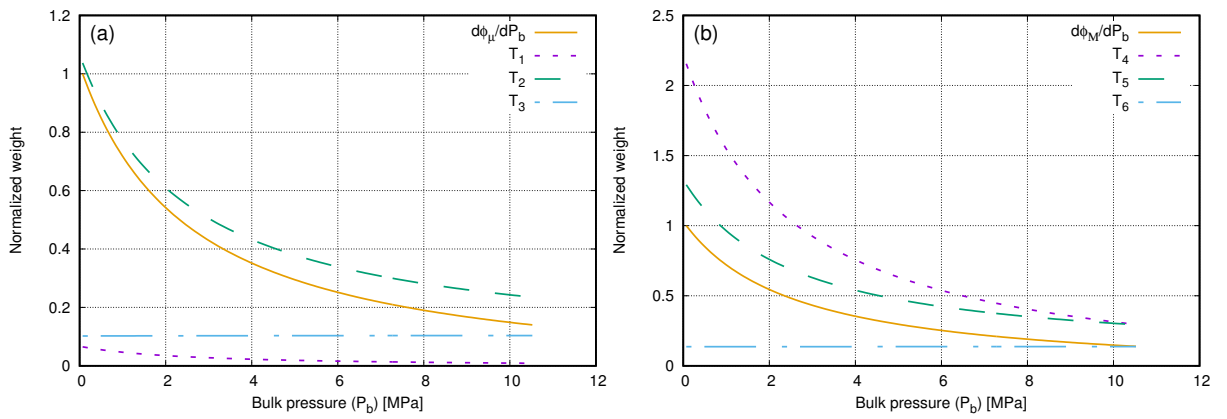 (a)
dϕμ/dPb
T1
T2
T3
1.2
1
0.8
0.6
0.4
0.2
0
Normalized weight
0 2 4 6 8 10 12
Bulk pressure (Pb) [MPa]
(b)
dϕM/dPb
T4
T5
T6
2.5
2
1.5
1
0.5
0
Normalized weight
0 2 4 6 8 10 12
Bulk pressure (Pb) [MPa]